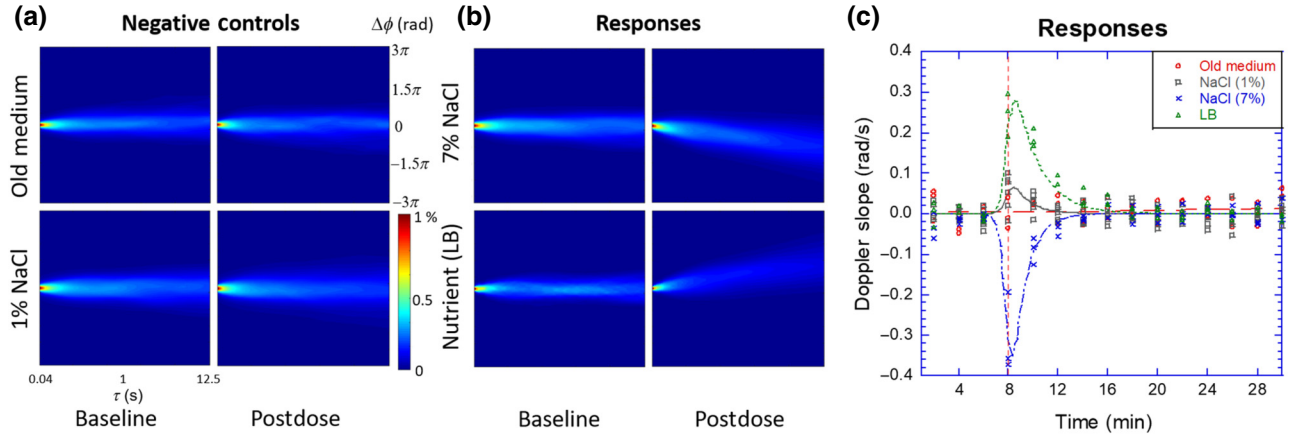 (a)
Negative controls
Δϕ (rad)
3π
1.5π
0
−1.5π
−3π
Old medium
1% NaCl
1 %
0.5
0
0.04
1
12.5
τ (s)
Baseline
Postdose
(b)
Responses
7% NaCl
Nutrient (LB)
Baseline
Postdose
(c)
Responses
Old medium
NaCl (1%)
NaCl (7%)
LB
Doppler slope (rad/s)
0.4
0.3
0.2
0.1
0.0
−0.1
−0.2
−0.3
−0.4
4 8 12 16 20 24 28
Time (min)